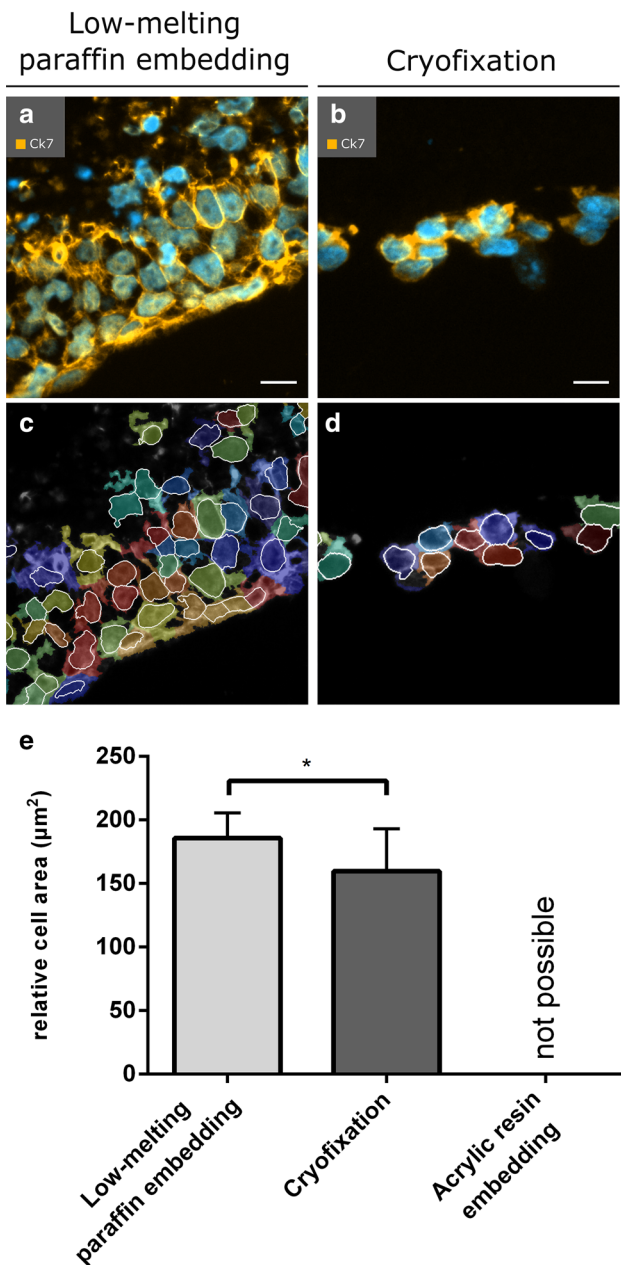 Low-melting
paraffin embedding
Cryofixation
a
Ck7
b
Ck7
c
d
e
250
200
150
100
50
0
relative cell area (µm²)
*
not possible
Low-melting
paraffin embedding
Cryofixation
Acrylic resin
embedding